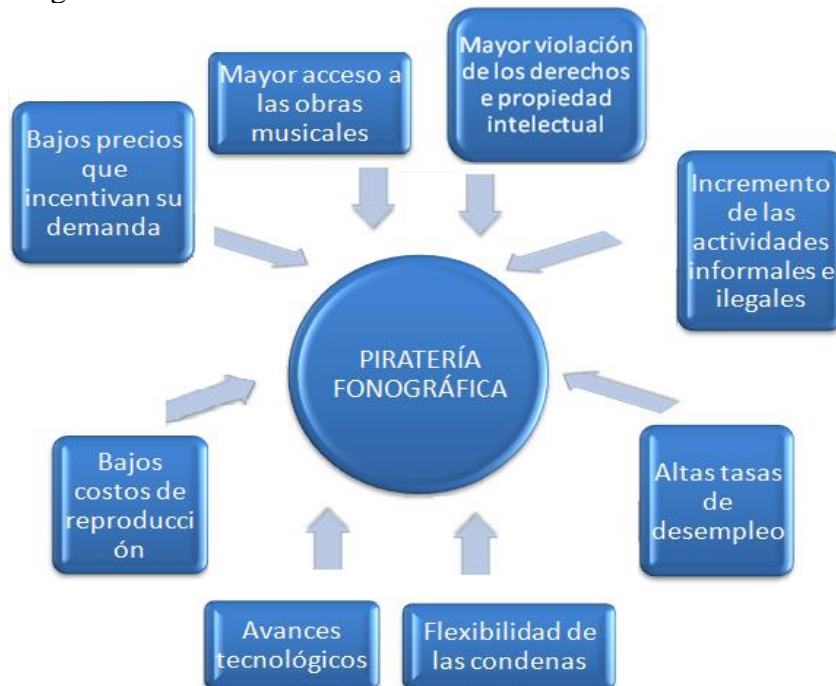 Mayor acceso a
las obras
musicales
Mayor violación
de los derechos
e propiedad
intelectual
Bajos precios
que
incentivan su
demanda
Incremento
de las
actividades
informales e
ilegales
PIRATERÍA
FONOGRÁFICA
Bajos
costos de
reproducci
ón
Altas tasas
de
desempleo
Avances
tecnológicos
Flexibilidad de
las condenas